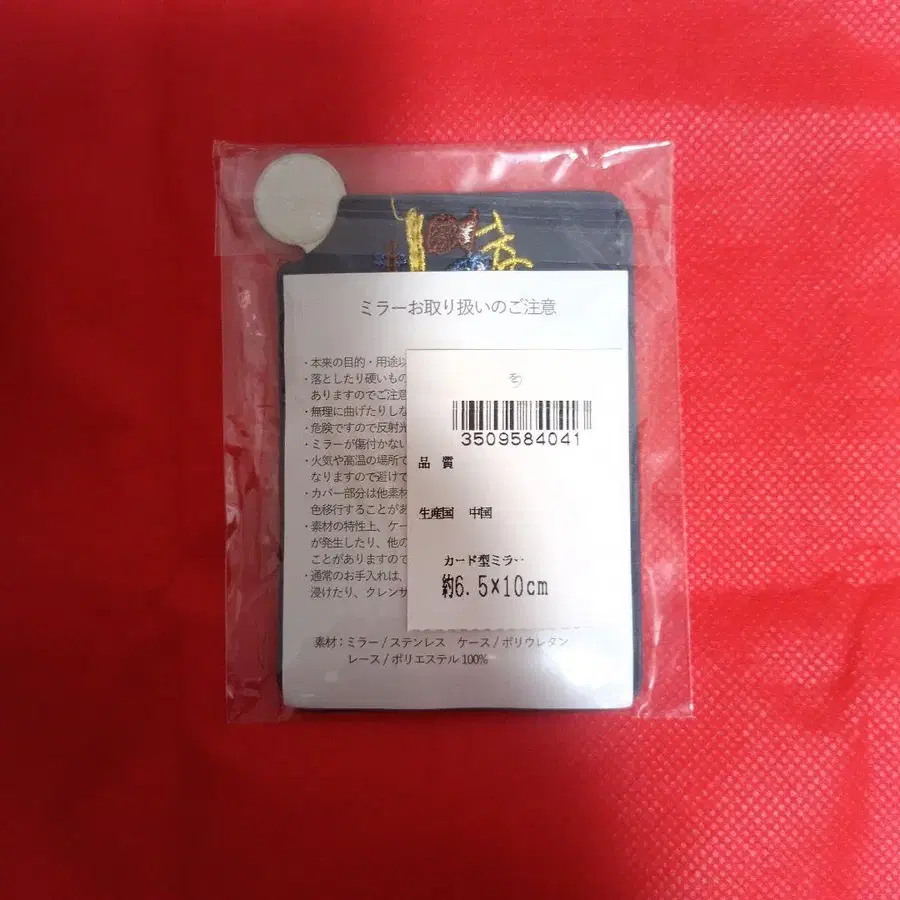 ミラーお取り扱いのご注意
・本来の目的・用途以
・落としたり硬いもの
ありますのでご注意
・無理に曲げたりしな
・危険ですので反射光
・ミラーが傷付かない
・火気や高温の場所で
なりますので避けて
・カバー部分は他素材
色移行することがあ
・素材の特性上、ケー
が発生したり、他の
ことがありますので
・通常のお手入れは、
浸けたり、クレンザ
3509584041
品 質
生産国 中国
カード型ミラー
約6.5×10cm
素材：ミラー / ステンレス ケース / ポリウレタン
レース / ポリエステル 100%